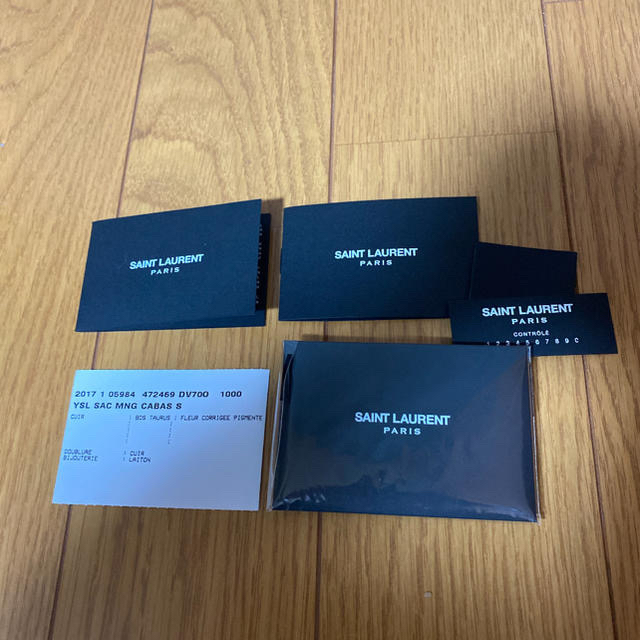 SAINT LAURENT
PARIS
SAINT LAURENT
PARIS
SAINT LAURENT
PARIS
CONTRÔLÉ
1 2 3 4 5 6 7 8 9 0
2017 1 05984 472469 DV700 1000
YSL SAC MNG CABAS S
CUIR : BOS TAURUS : FLEUR CORRIGEE PIGMENTE
DOUBLURE : CUIR
BIJOUTERIE : LAITON
SAINT LAURENT
PARIS